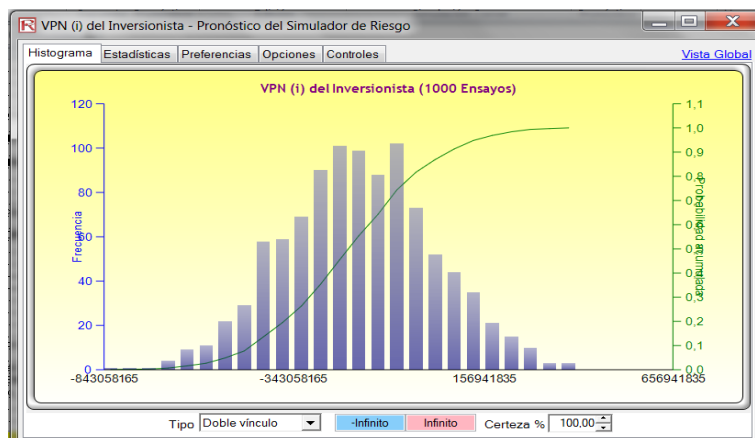 VPN (i) del Inversionista - Pronóstico del Simulador de Riesgo
Histograma Estadísticas Preferencias Opciones Controles Vista Global
VPN (i) del Inversionista (1000 Ensayos)
Frecuencia
120
100
80
60
40
20
0
Probabilidad acumulada
1,1
1,0
0,9
0,8
0,7
0,6
0,5
0,4
0,3
0,2
0,1
0,0
-843058165 -343058165 156941835 656941835
Tipo Doble vínculo -Infinito Infinito Certeza % 100,00